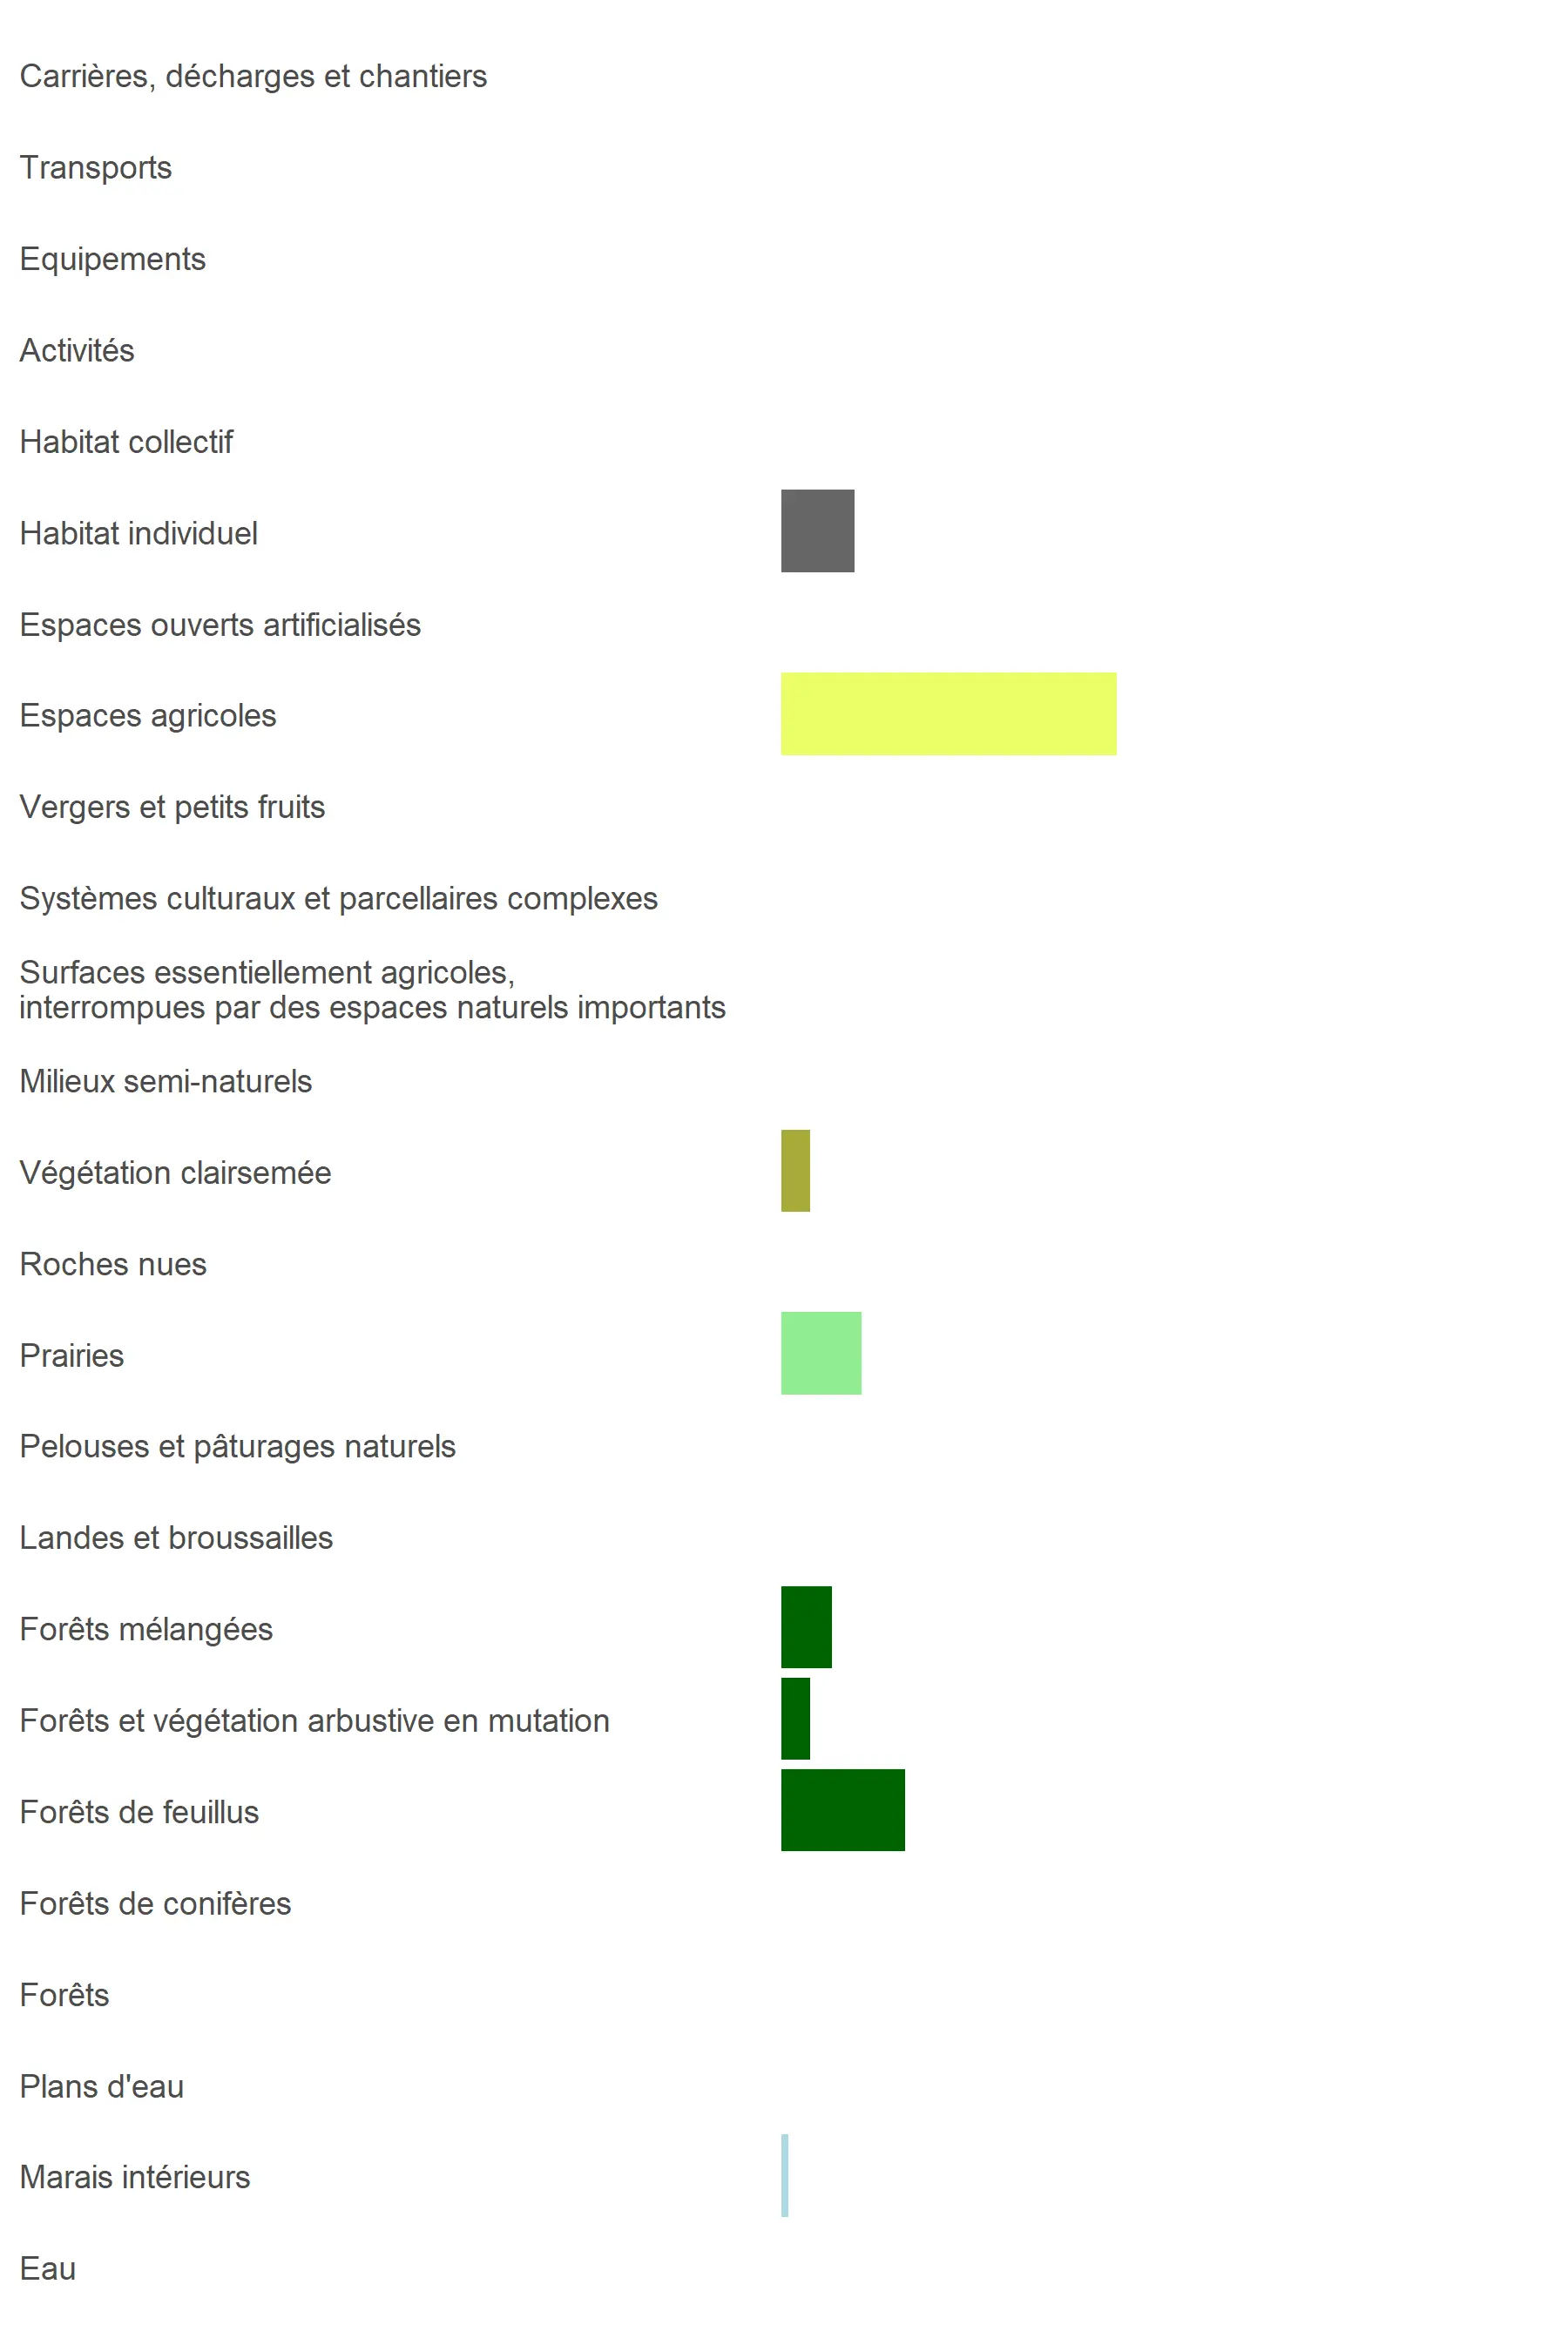 Carrières, décharges et chantiers
Transports
Equipements
Activités
Habitat collectif
Habitat individuel
Espaces ouverts artificialisés
Espaces agricoles
Vergers et petits fruits
Systèmes culturaux et parcellaires complexes
Surfaces essentiellement agricoles,
interrompues par des espaces naturels importants
Milieux semi-naturels
Végétation clairsemée
Roches nues
Prairies
Pelouses et pâturages naturels
Landes et broussailles
Forêts mélangées
Forêts et végétation arbustive en mutation
Forêts de feuillus
Forêts de conifères
Forêts
Plans d'eau
Marais intérieurs
Eau